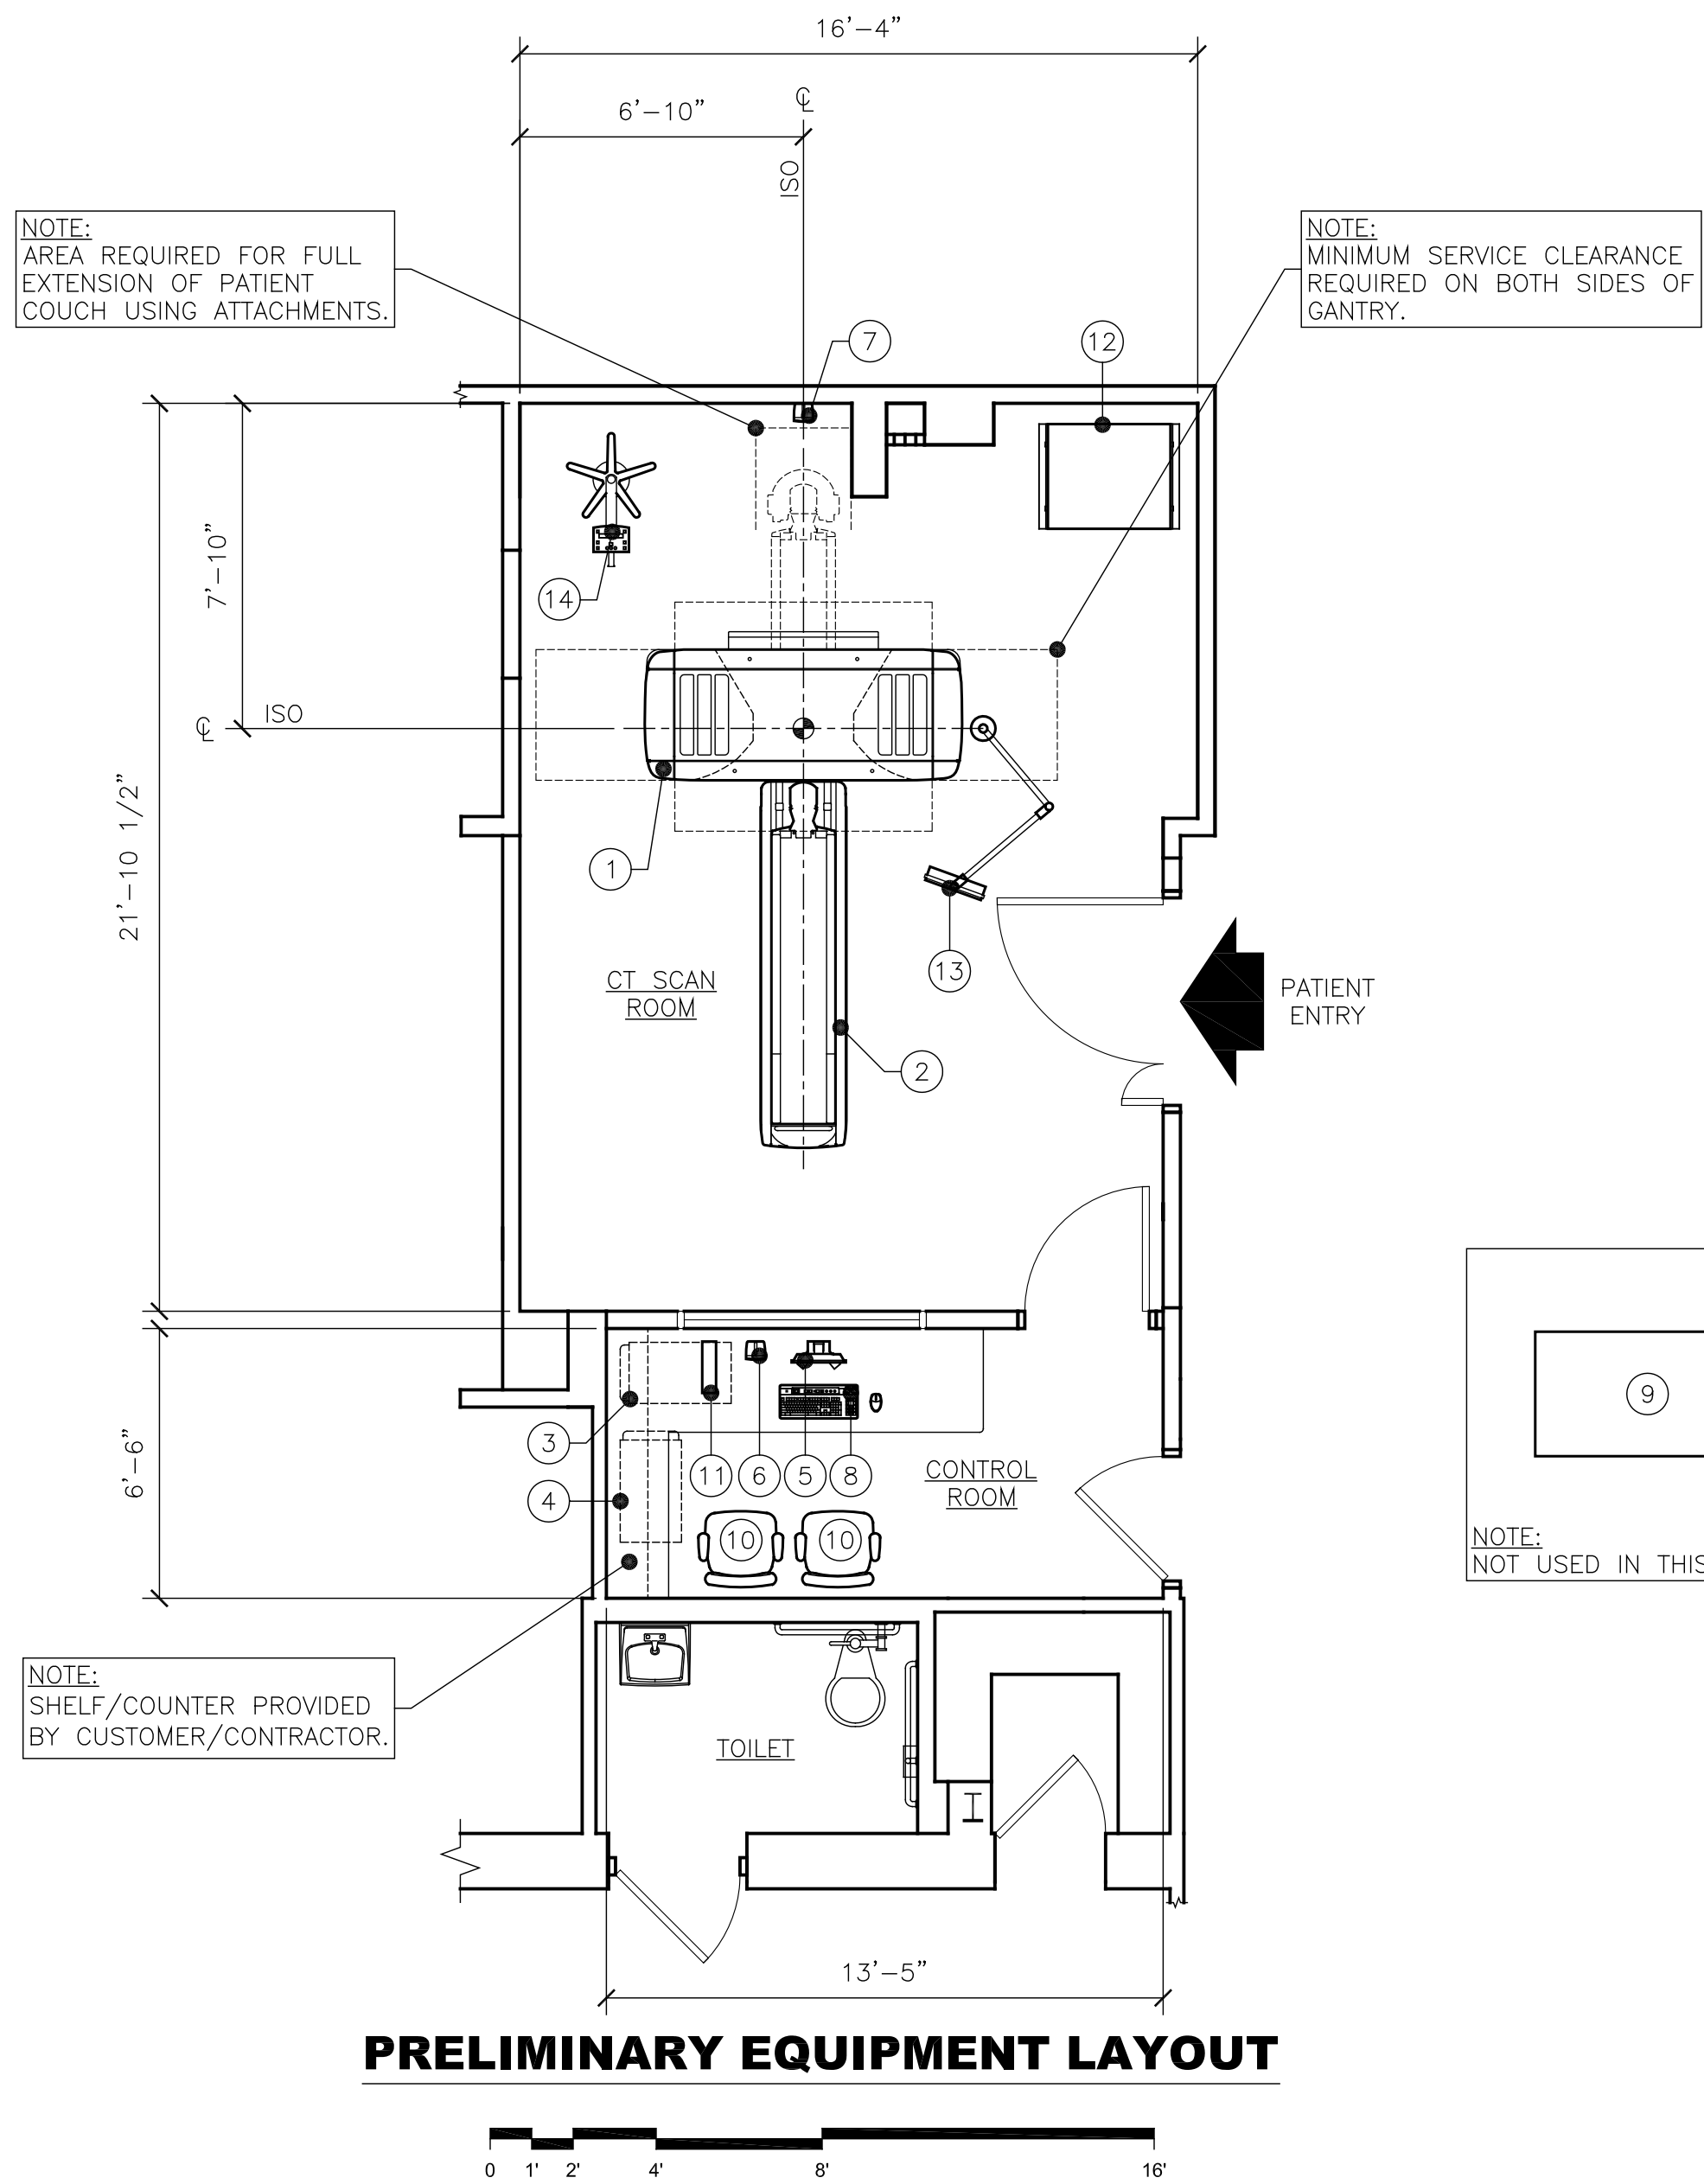 16'-4"
6'-10"
℄
ISO
NOTE:
AREA REQUIRED FOR FULL
EXTENSION OF PATIENT
COUCH USING ATTACHMENTS.
NOTE:
MINIMUM SERVICE CLEARANCE
REQUIRED ON BOTH SIDES OF
GANTRY.
7
12
14
7'-10"
℄ ISO
21'-10 1/2"
1
13
CT SCAN
ROOM
PATIENT
ENTRY
2
9
NOTE:
NOT USED IN THIS
3
4
6'-6"
11
6
5
8
CONTROL
ROOM
10
10
NOTE:
SHELF/COUNTER PROVIDED
BY CUSTOMER/CONTRACTOR.
TOILET
13'-5"
PRELIMINARY EQUIPMENT LAYOUT
0 1' 2' 4' 8' 16'